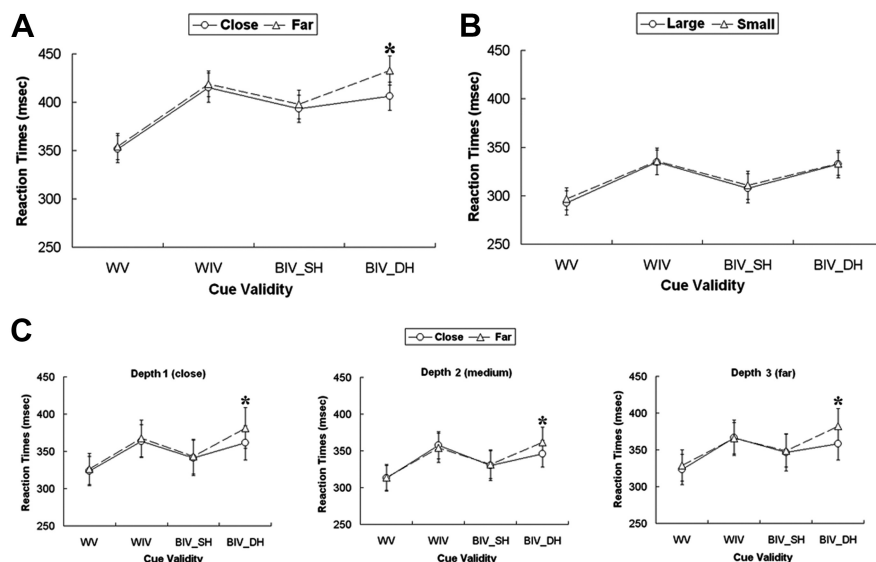 A
Close Far
*
Reaction Times (msec)
450
400
350
300
250
WV WIV BIV_SH BIV_DH
Cue Validity
B
Large Small
Reaction Times (msec)
450
400
350
300
250
WV WIV BIV_SH BIV_DH
Cue Validity
C
Close Far
Depth 1 (close)
*
Reaction Times (msec)
450
400
350
300
250
WV WIV BIV_SH BIV_DH
Cue Validity
Depth 2 (medium)
*
Reaction Times (msec)
450
400
350
300
250
WV WIV BIV_SH BIV_DH
Cue Validity
Depth 3 (far)
*
Reaction Times (msec)
450
400
350
300
250
WV WIV BIV_SH BIV_DH
Cue Validity